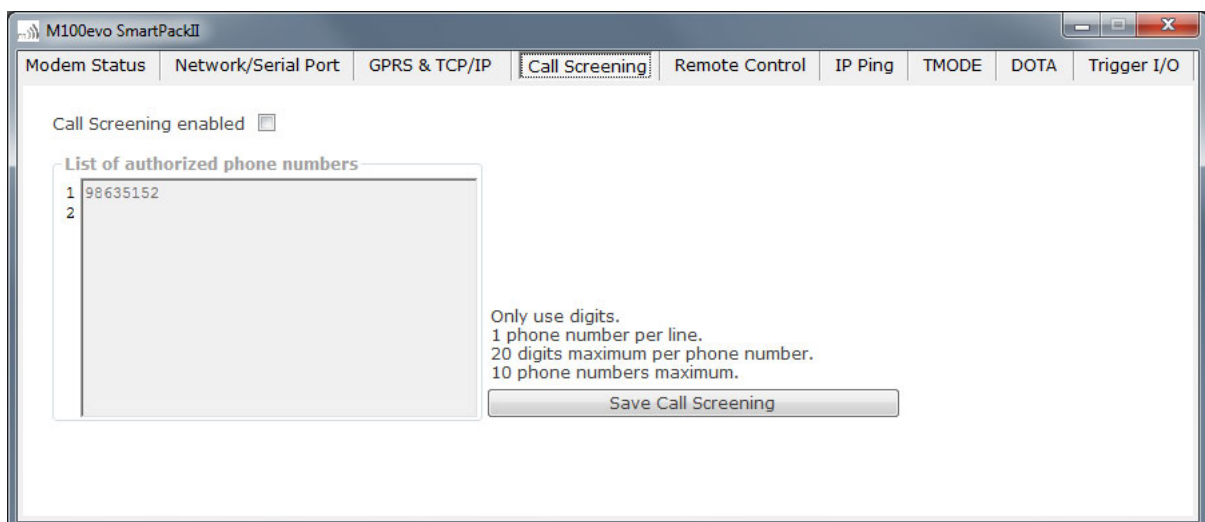 M100evo SmartPackII
Modem Status Network/Serial Port GPRS & TCP/IP Call Screening Remote Control IP Ping TMODE DOTA Trigger I/O
Call Screening enabled
List of authorized phone numbers
1 98635152
2
Only use digits.
1 phone number per line.
20 digits maximum per phone number.
10 phone numbers maximum.
Save Call Screening